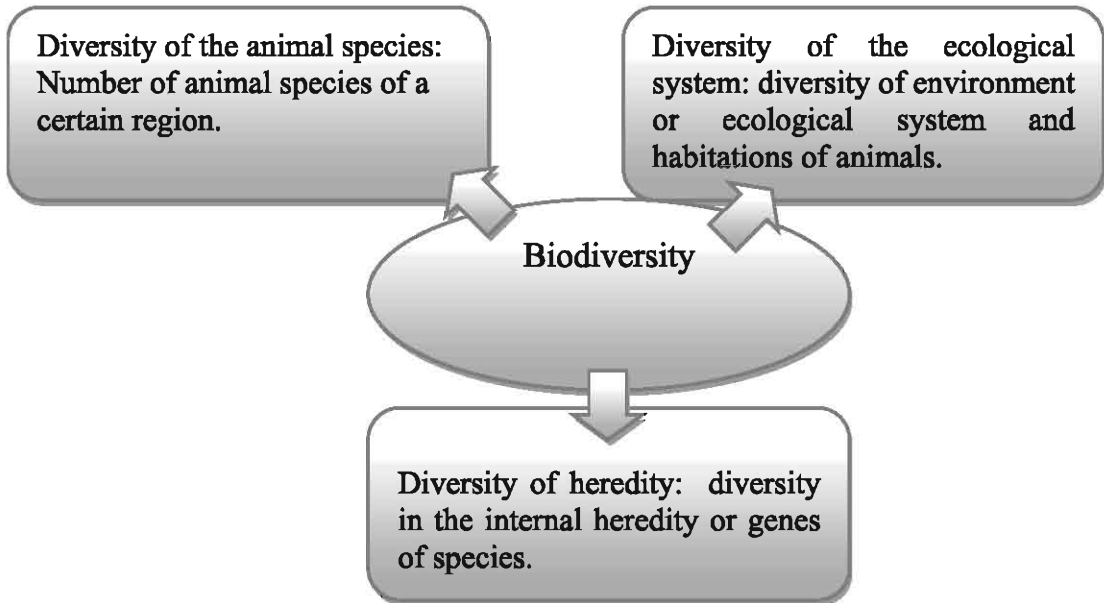 Diversity of the animal species:
Number of animal species of a
certain region.
Diversity of the ecological
system: diversity of environment
or ecological system and
habitations of animals.
Biodiversity
Diversity of heredity: diversity
in the internal heredity or genes
of species.